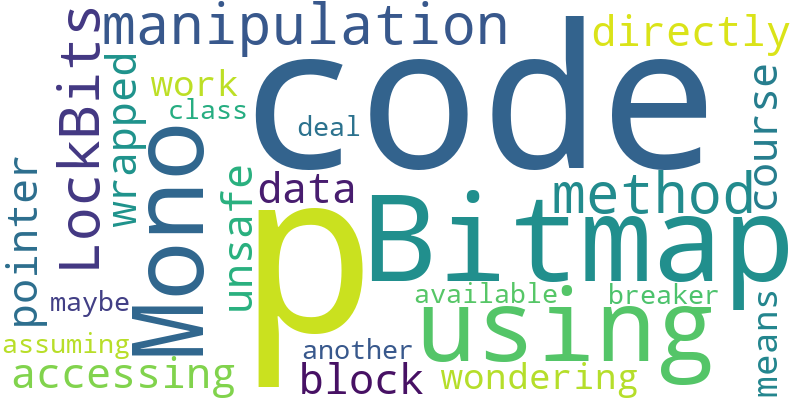 manipulation
directly
code
LockBits
wrapped
work
class
deal
course
Mono
unsafe
data
method
p
Bitmap
pointer
maybe
using
available
breaker
means
assuming
another
accessing
block
wondering